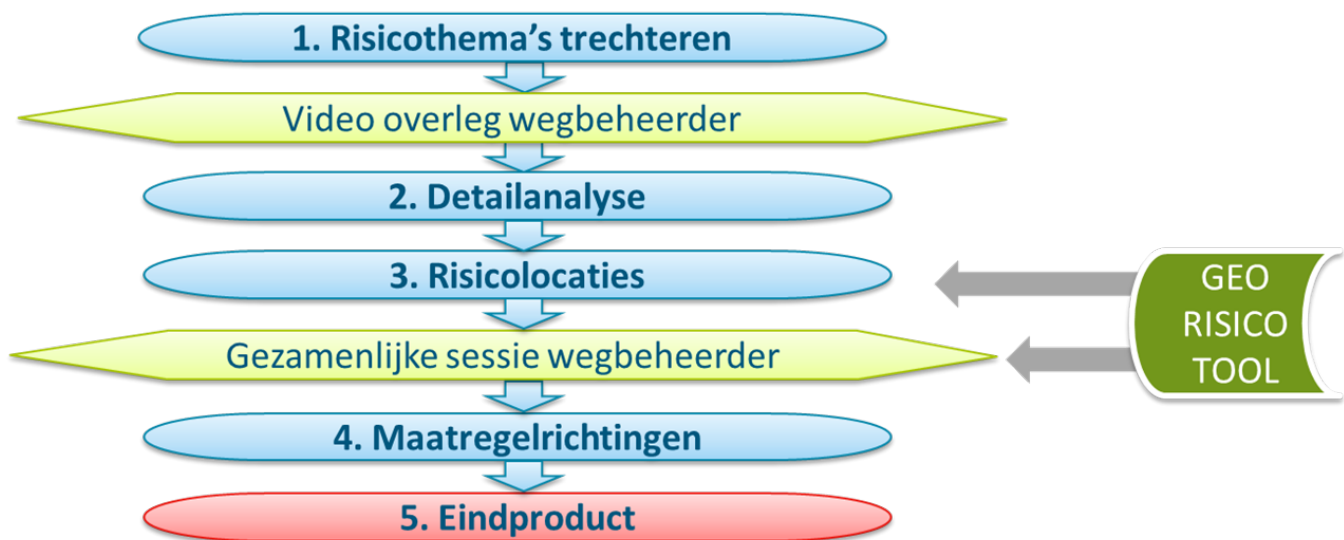 1. Risicothema’s trechteren
Video overleg wegbeheerder
2. Detailanalyse
3. Risicolocaties
Gezamenlijke sessie wegbeheerder
4. Maatregelrichtingen
5. Eindproduct
GEO
RISICO
TOOL